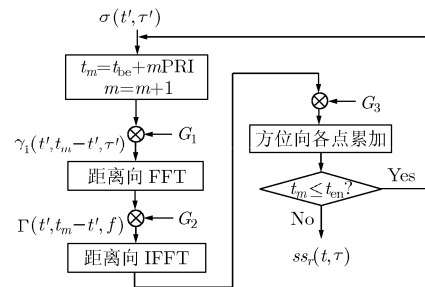 σ(t′,τ′)
t_m=t_be+mPRI
m=m+1
G_1
γ_1(t′,t_m−t′,τ′)
距离向 FFT
G_2
Γ(t′,t_m−t′,f)
距离向 IFFT
G_3
方位向各点累加
t_m≤t_en?
Yes
No
ss_r(t,τ)